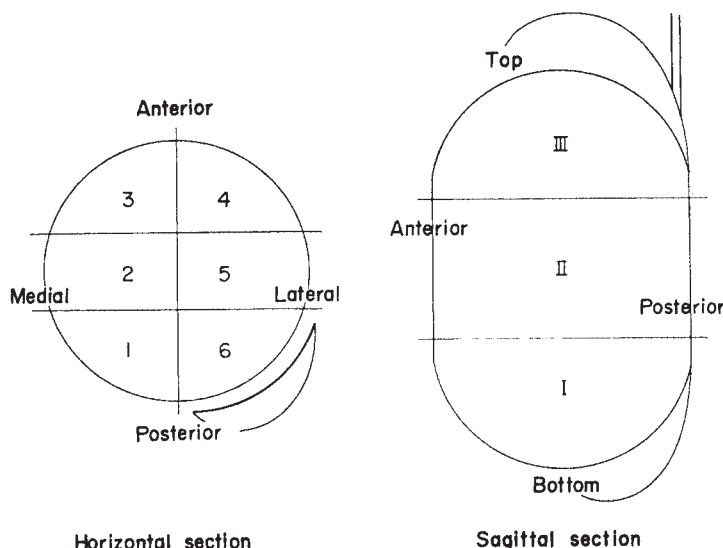 Anterior
3 4
2 5
Medial Lateral
1 6
Posterior
Horizontal section
Top
III
Anterior
II
Posterior
I
Bottom
Sagittal section